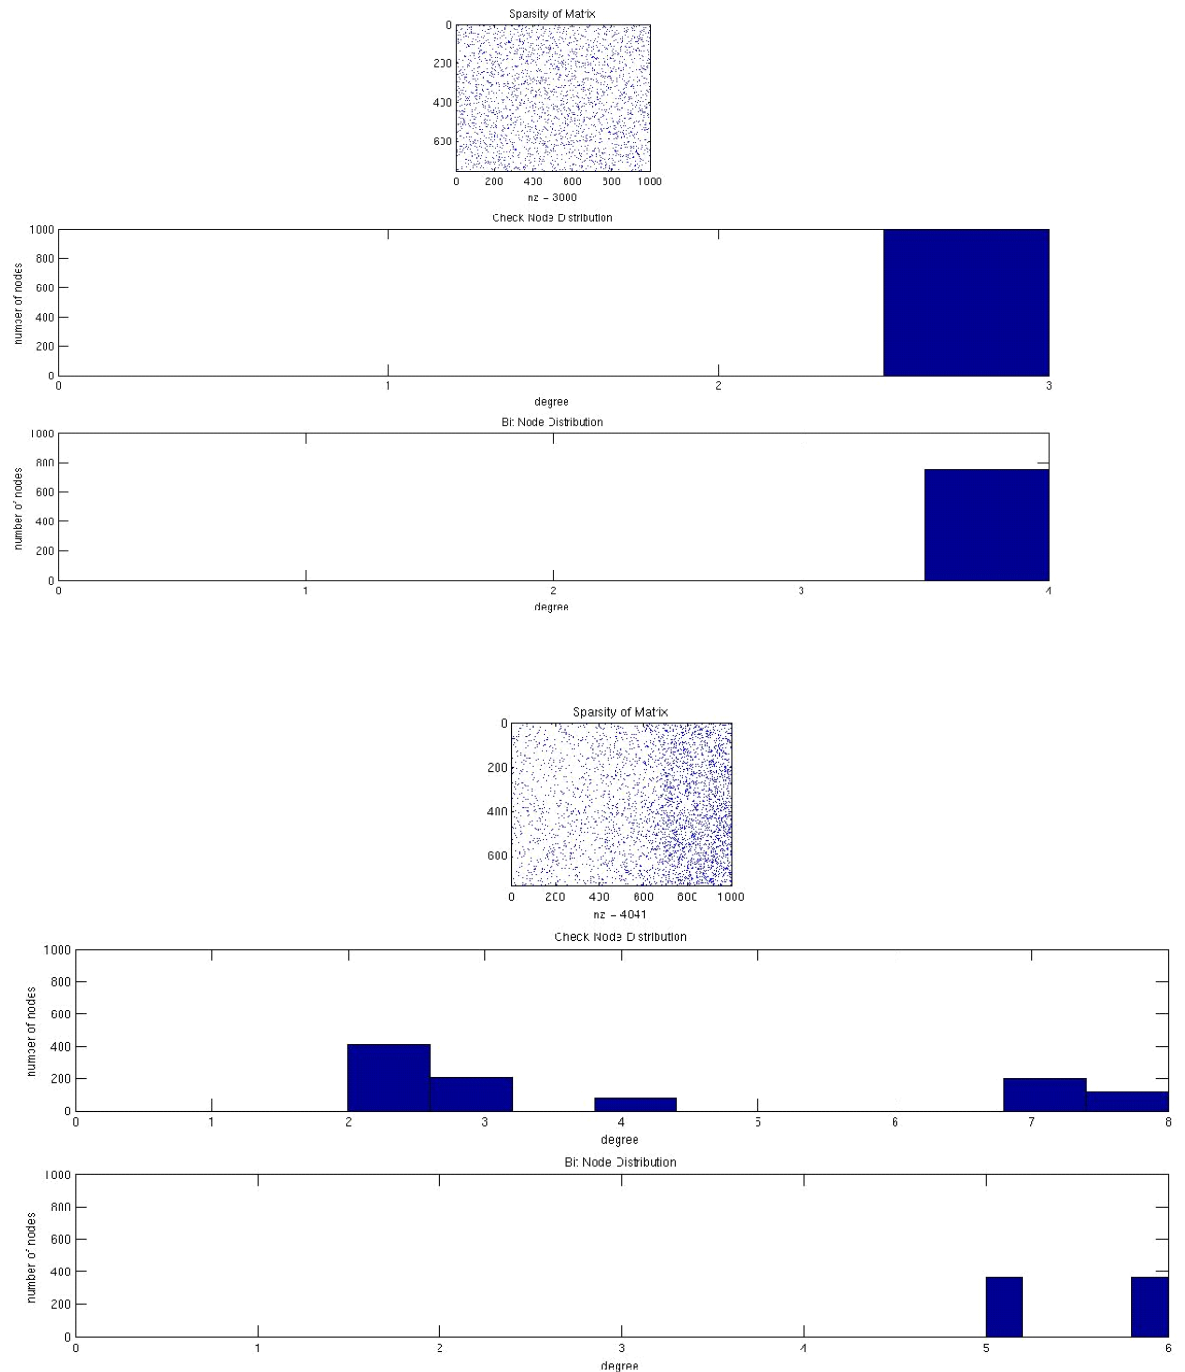 Sparsity of Matrix
0
200
400
600
0 200 400 600 800 1000
nz = 3000
Check Node Distribution
1000
800
600
400
200
0
number of nodes
0 1 2 3
degree
Bit Node Distribution
1000
800
600
400
200
0
number of nodes
0 1 2 3 4
degree
Sparsity of Matrix
0
200
400
600
0 200 400 600 800 1000
nz = 4041
Check Node Distribution
1000
800
600
400
200
0
number of nodes
0 1 2 3 4 5 6 7 8
degree
Bit Node Distribution
1000
800
600
400
200
0
number of nodes
0 1 2 3 4 5 6
degree